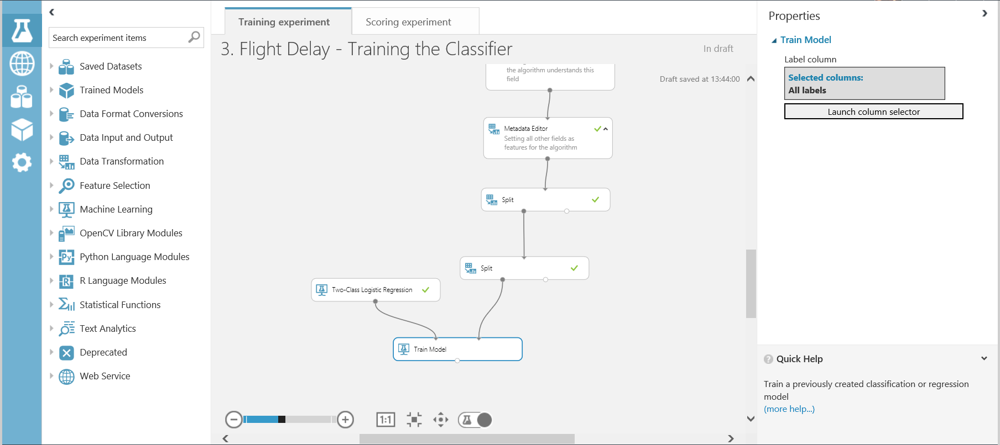 Search experiment items
Saved Datasets
Trained Models
Data Format Conversions
Data Input and Output
Data Transformation
Feature Selection
Machine Learning
OpenCV Library Modules
Py
Python Language Modules
R
R Language Modules
Statistical Functions
Text Analytics
Deprecated
Web Service
Training experiment
Scoring experiment
3. Flight Delay - Training the Classifier
In draft
Draft saved at 13:44:00
the algorithm understands this
field
Metadata Editor
Setting all other fields as
features for the algorithm
Split
Split
Two-Class Logistic Regression
Train Model
1:1
Properties
Train Model
Label column
Selected columns:
All labels
Launch column selector
? Quick Help
Train a previously created classification or regression
model
(more help...)